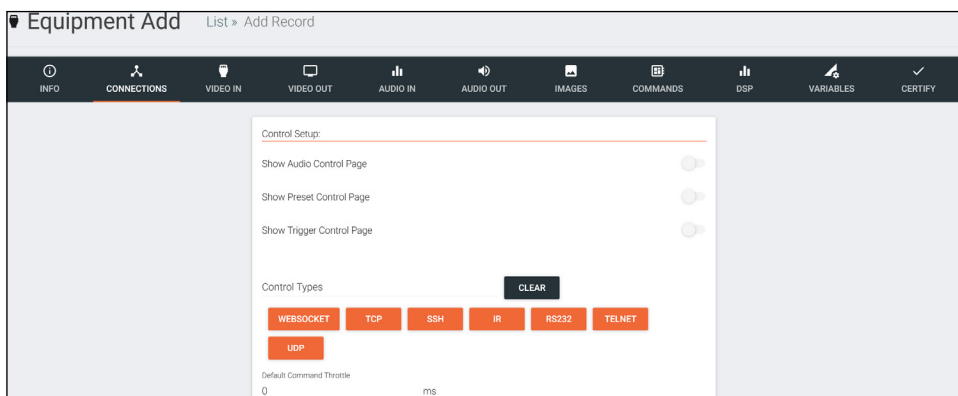 Equipment Add List » Add Record
INFO CONNECTIONS VIDEO IN VIDEO OUT AUDIO IN AUDIO OUT IMAGES COMMANDS DSP VARIABLES CERTIFY
Control Setup:
Show Audio Control Page
Show Preset Control Page
Show Trigger Control Page
Control Types CLEAR
WEBSOCKET TCP SSH IR RS232 TELNET
UDP
Default Command Throttle
0 ms